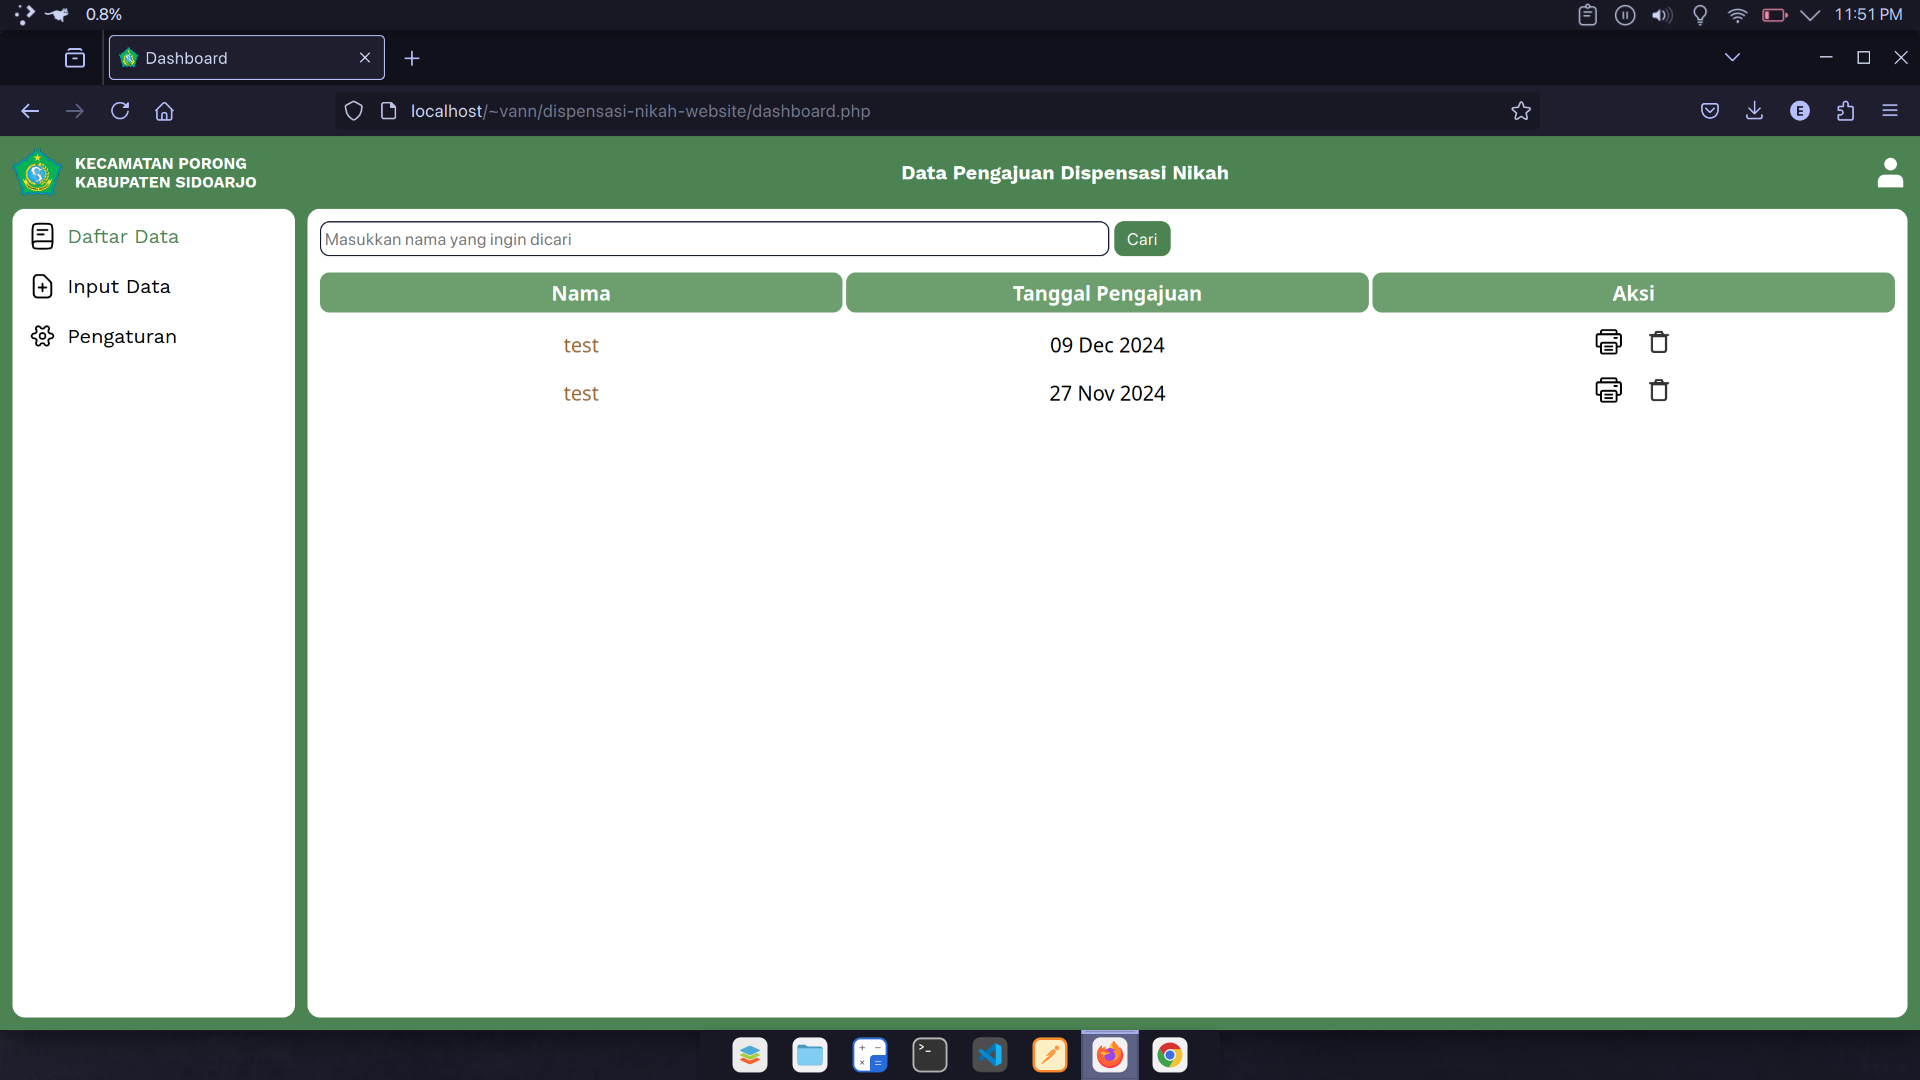 0.8%
11:51 PM
Dashboard
localhost/~vann/dispensasi-nikah-website/dashboard.php
E
KECAMATAN PORONG
KABUPATEN SIDOARJO
Data Pengajuan Dispensasi Nikah
Daftar Data
Input Data
Pengaturan
Masukkan nama yang ingin dicari
Cari
Nama
Tanggal Pengajuan
Aksi
test
09 Dec 2024
test
27 Nov 2024